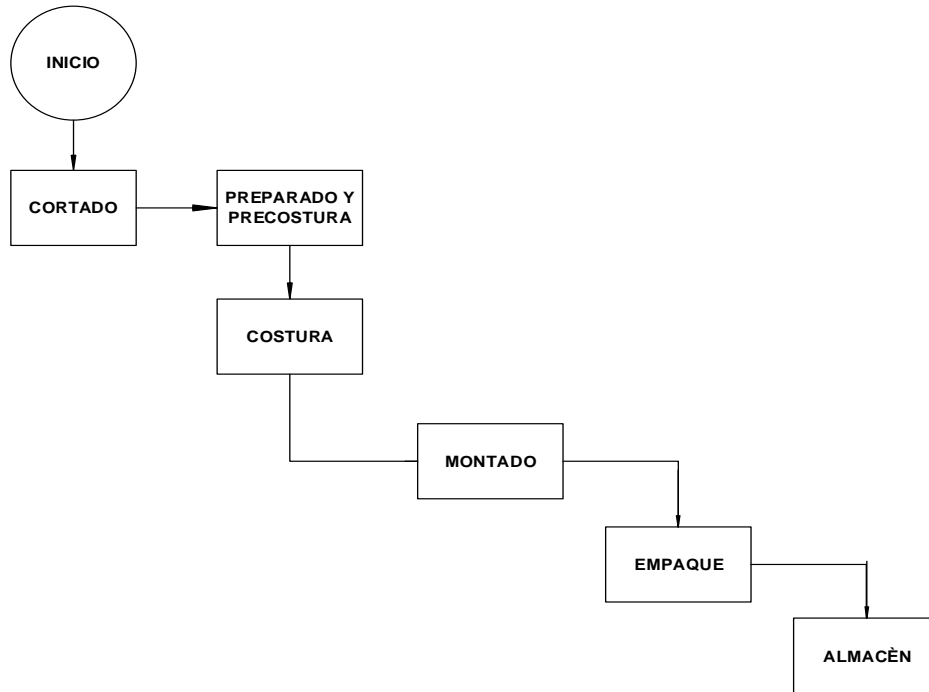 INICIO
CORTADO
PREPARADO Y
PRECOSTURA
COSTURA
MONTADO
EMPAQUE
ALMACÈN